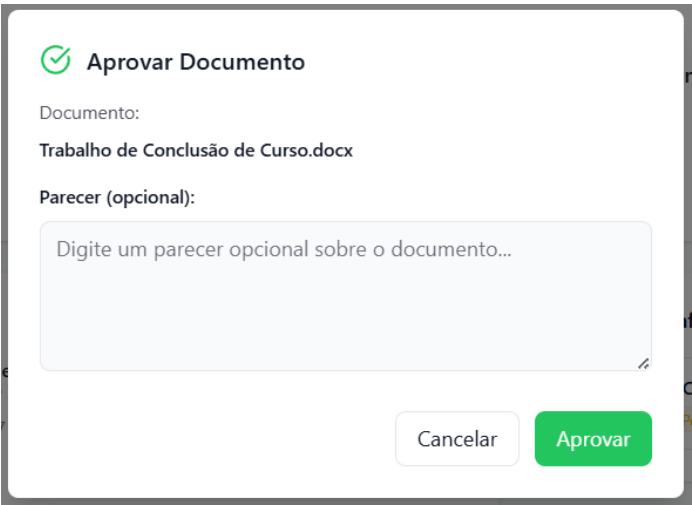 Aprovar Documento
Documento:
Trabalho de Conclusão de Curso.docx
Parecer (opcional):
Digite um parecer opcional sobre o documento...
Cancelar
Aprovar